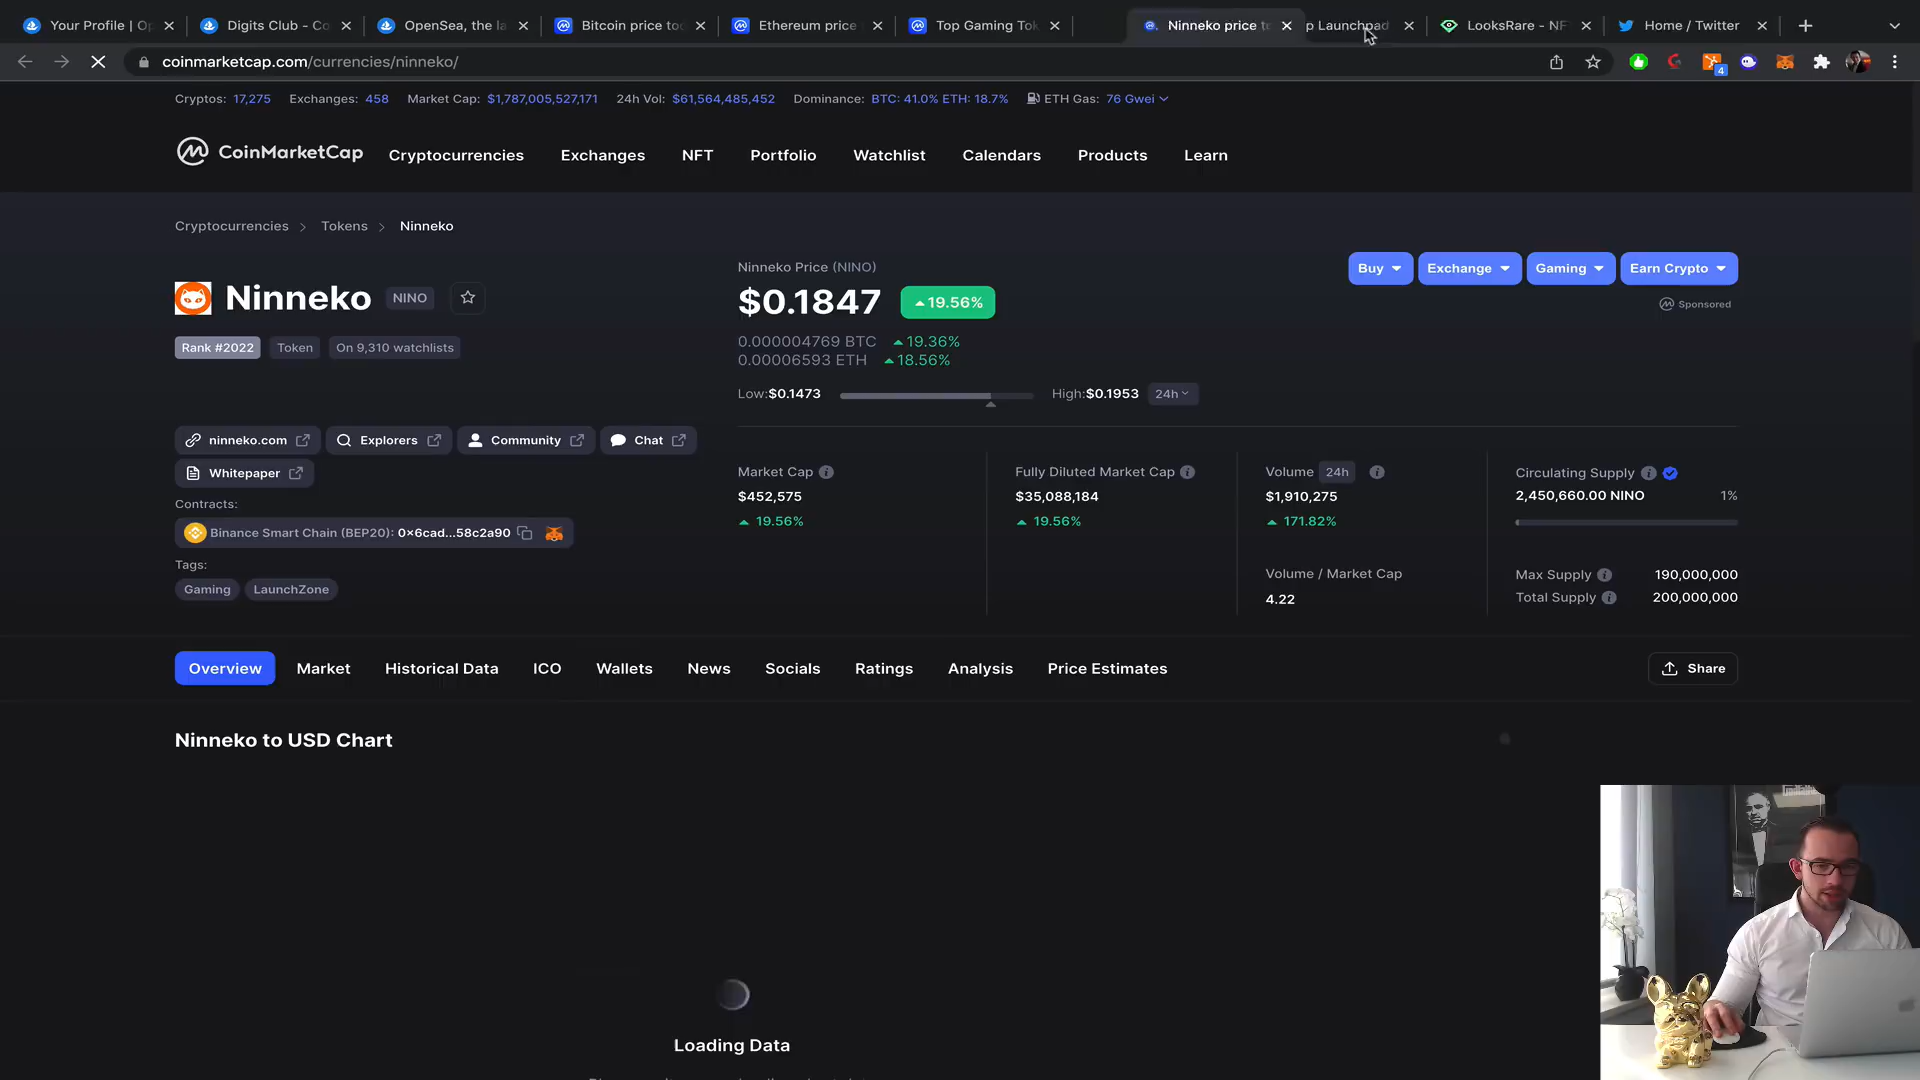 Your Profile | Op
Digits Club - Co
OpenSea, the la
Bitcoin price to
Ethereum price
Top Gaming Tok
Ninneko price to
p Launchpad
LooksRare - NF
Home / Twitter
coinmarketcap.com/currencies/ninneko/
4
Cryptos: 17,275 Exchanges: 458 Market Cap: $1,787,005,527,171 24h Vol: $61,564,485,452 Dominance: BTC: 41.0% ETH: 18.7% ETH Gas: 76 Gwei
CoinMarketCap Cryptocurrencies Exchanges NFT Portfolio Watchlist Calendars Products Learn
Cryptocurrencies > Tokens > Ninneko
Ninneko NINO
Rank #2022 Token On 9,310 watchlists
ninneko.com Explorers Community Chat
Whitepaper
Contracts:
Binance Smart Chain (BEP20): 0x6cad...58c2a90
Tags:
Gaming LaunchZone
Ninneko Price (NINO)
$0.1847 19.56%
0.000004769 BTC 19.36%
0.00006593 ETH 18.56%
Low:$0.1473 High:$0.1953 24h
Buy Exchange Gaming Earn Crypto
Sponsored
Market Cap
$452,575
19.56%
Fully Diluted Market Cap
$35,088,184
19.56%
Volume 24h
$1,910,275
171.82%
Volume / Market Cap
4.22
Circulating Supply
2,450,660.00 NINO 1%
Max Supply 190,000,000
Total Supply 200,000,000
Overview Market Historical Data ICO Wallets News Socials Ratings Analysis Price Estimates Share
Ninneko to USD Chart
Loading Data